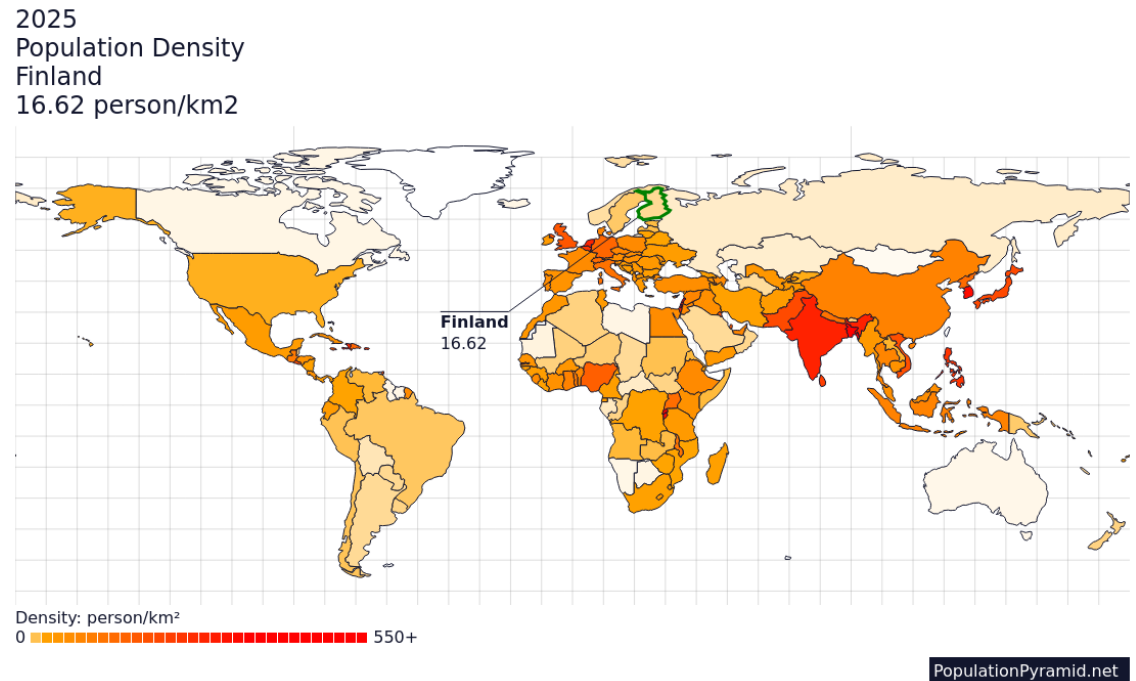 2025
Population Density
Finland
16.62 person/km2
Finland
16.62
Density: person/km²
0 550+
PopulationPyramid.net